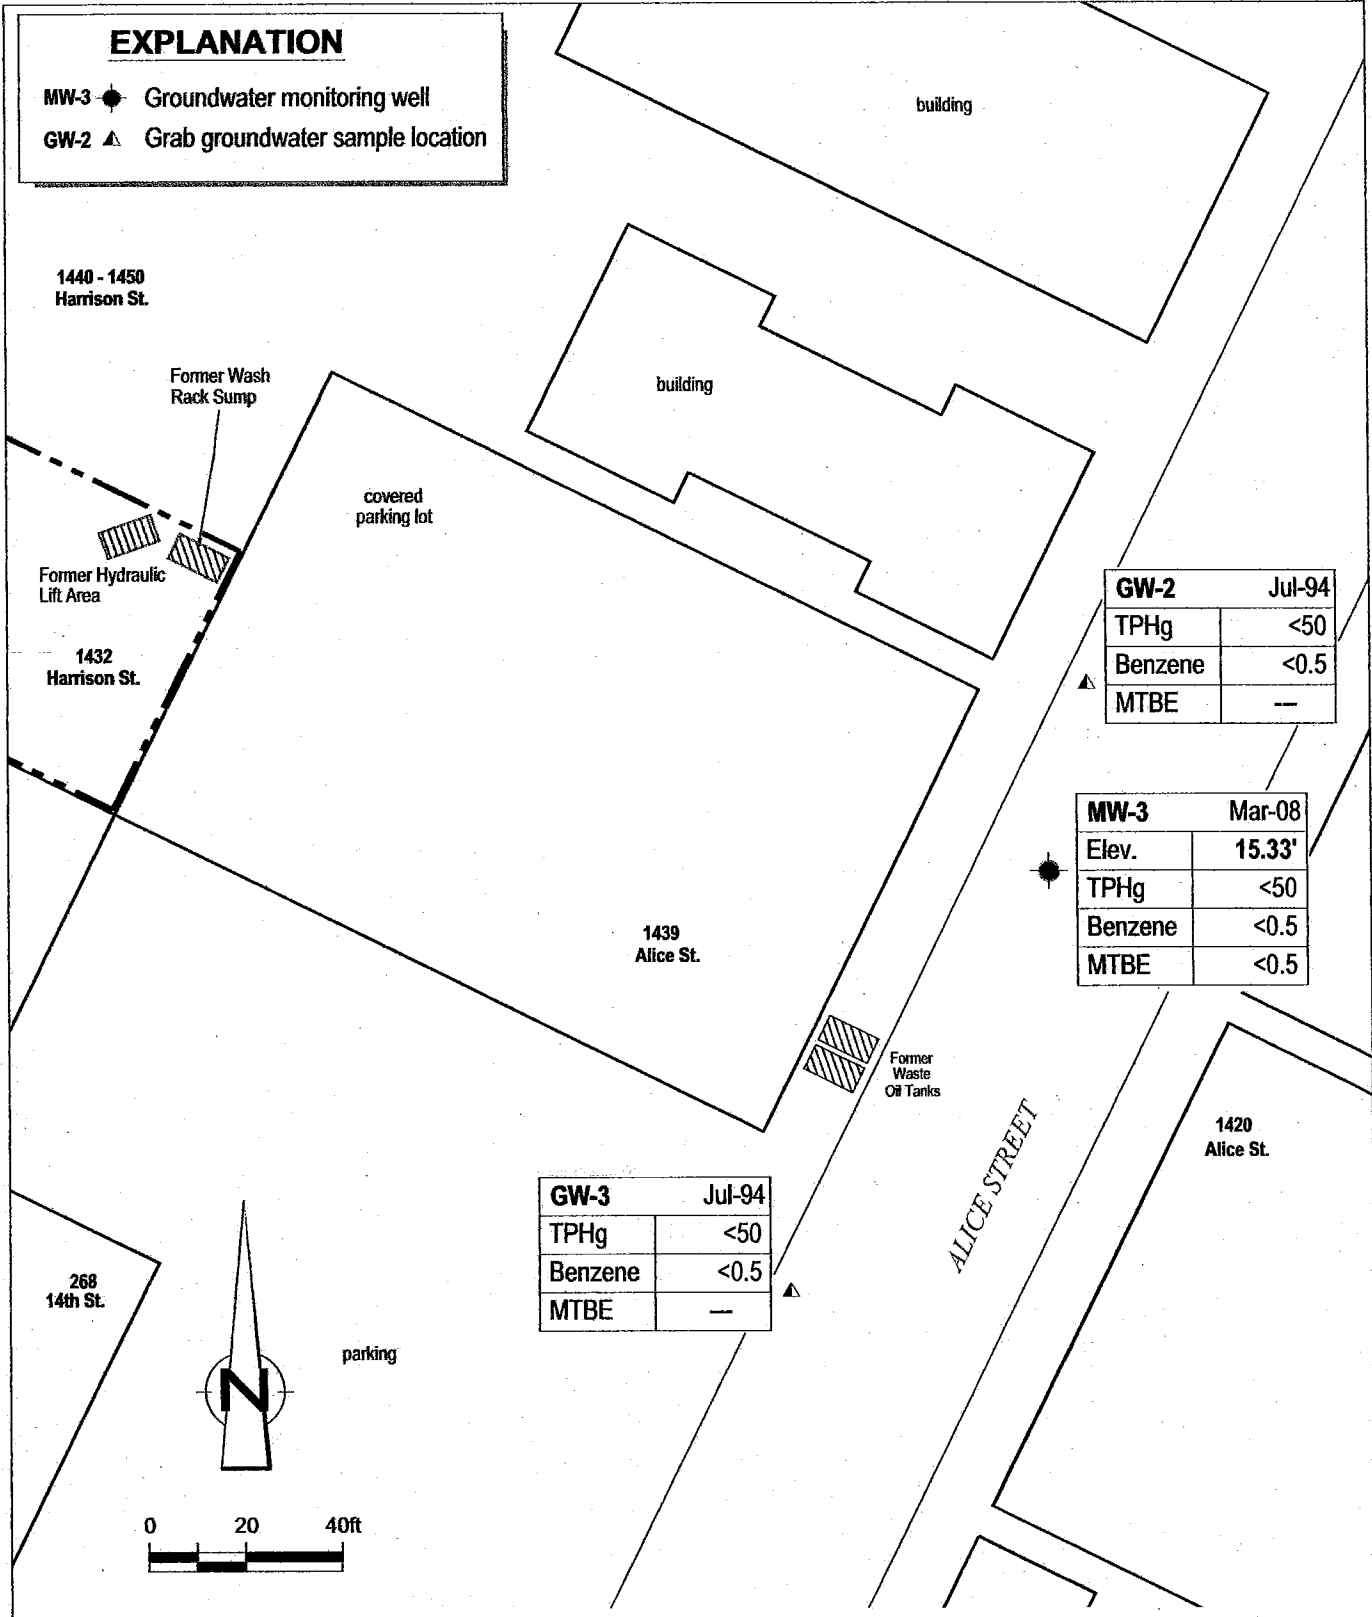 EXPLANATION
MW-3 Groundwater monitoring well
GW-2 Grab groundwater sample location
building
1440 - 1450
Harrison St.
Former Wash
Rack Sump
building
covered
parking lot
Former Hydraulic
Lift Area
1432
Harrison St.
GW-2 Jul-94
TPHg <50
Benzene <0.5
MTBE ---
MW-3 Mar-08
Elev. 15.33'
TPHg <50
Benzene <0.5
MTBE <0.5
1439
Alice St.
Former
Waste
Oil Tanks
ALICE STREET
1420
Alice St.
GW-3 Jul-94
TPHg <50
Benzene <0.5
MTBE ---
268
14th St.
parking
N
0 20 40ft